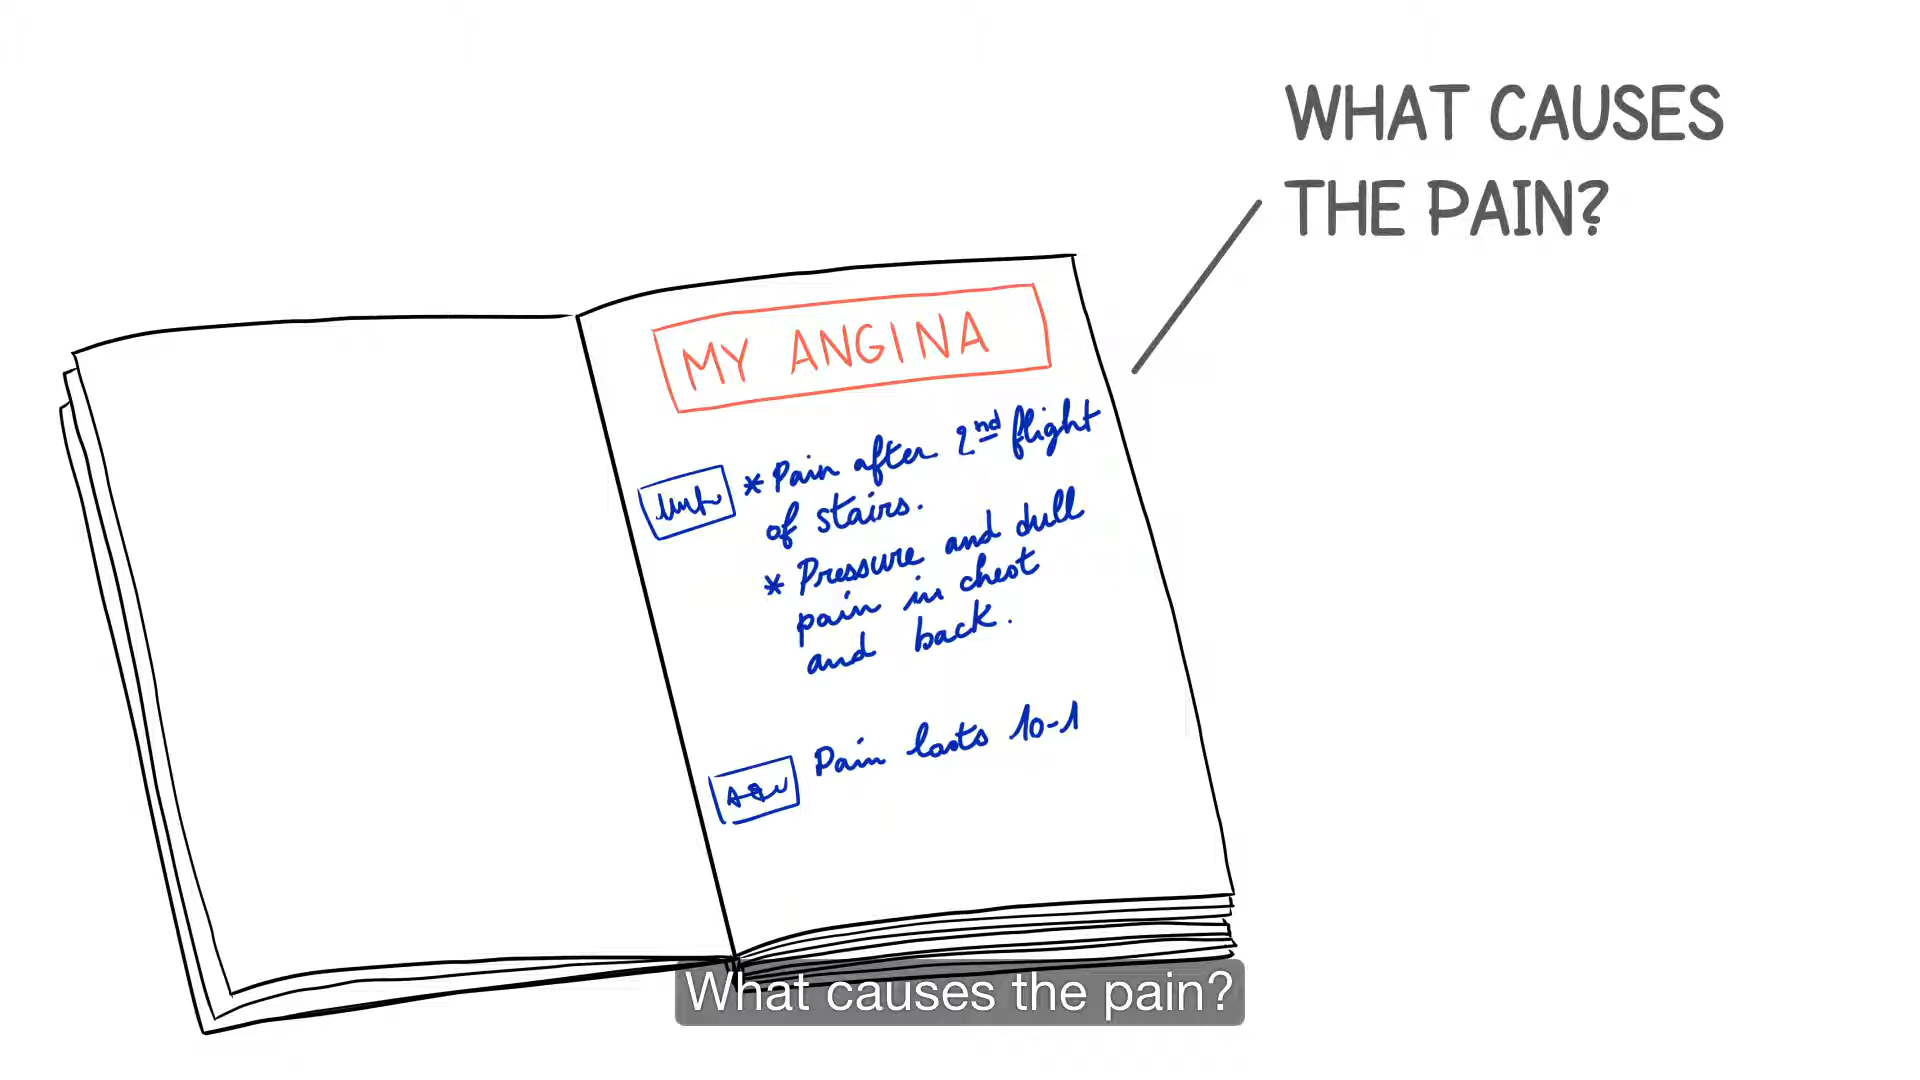 WHAT CAUSES
THE PAIN?
MY ANGINA
* Pain after 2nd flight
of stairs.
* Pressure and dull
pain in chest
and back.
Pain lasts 10-1
What causes the pain?